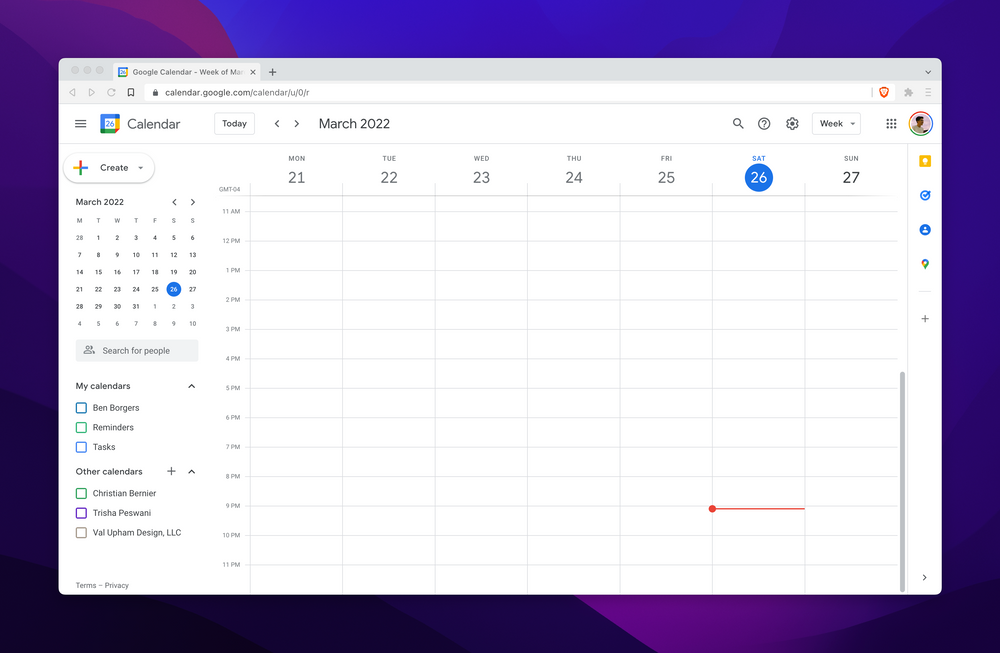 Google Calendar - Week of Mar
calendar.google.com/calendar/u/0/r
26 Calendar Today March 2022 Week
Create
March 2022
M T W T F S S
28 1 2 3 4 5 6
7 8 9 10 11 12 13
14 15 16 17 18 19 20
21 22 23 24 25 26 27
28 29 30 31 1 2 3
4 5 6 7 8 9 10
Search for people
My calendars
Ben Borgers
Reminders
Tasks
Other calendars
Christian Bernier
Trisha Peswani
Val Upham Design, LLC
Terms – Privacy
MON TUE WED THU FRI SAT SUN
21 22 23 24 25 26 27
GMT-04
11 AM
12 PM
1 PM
2 PM
3 PM
4 PM
5 PM
6 PM
7 PM
8 PM
9 PM
10 PM
11 PM